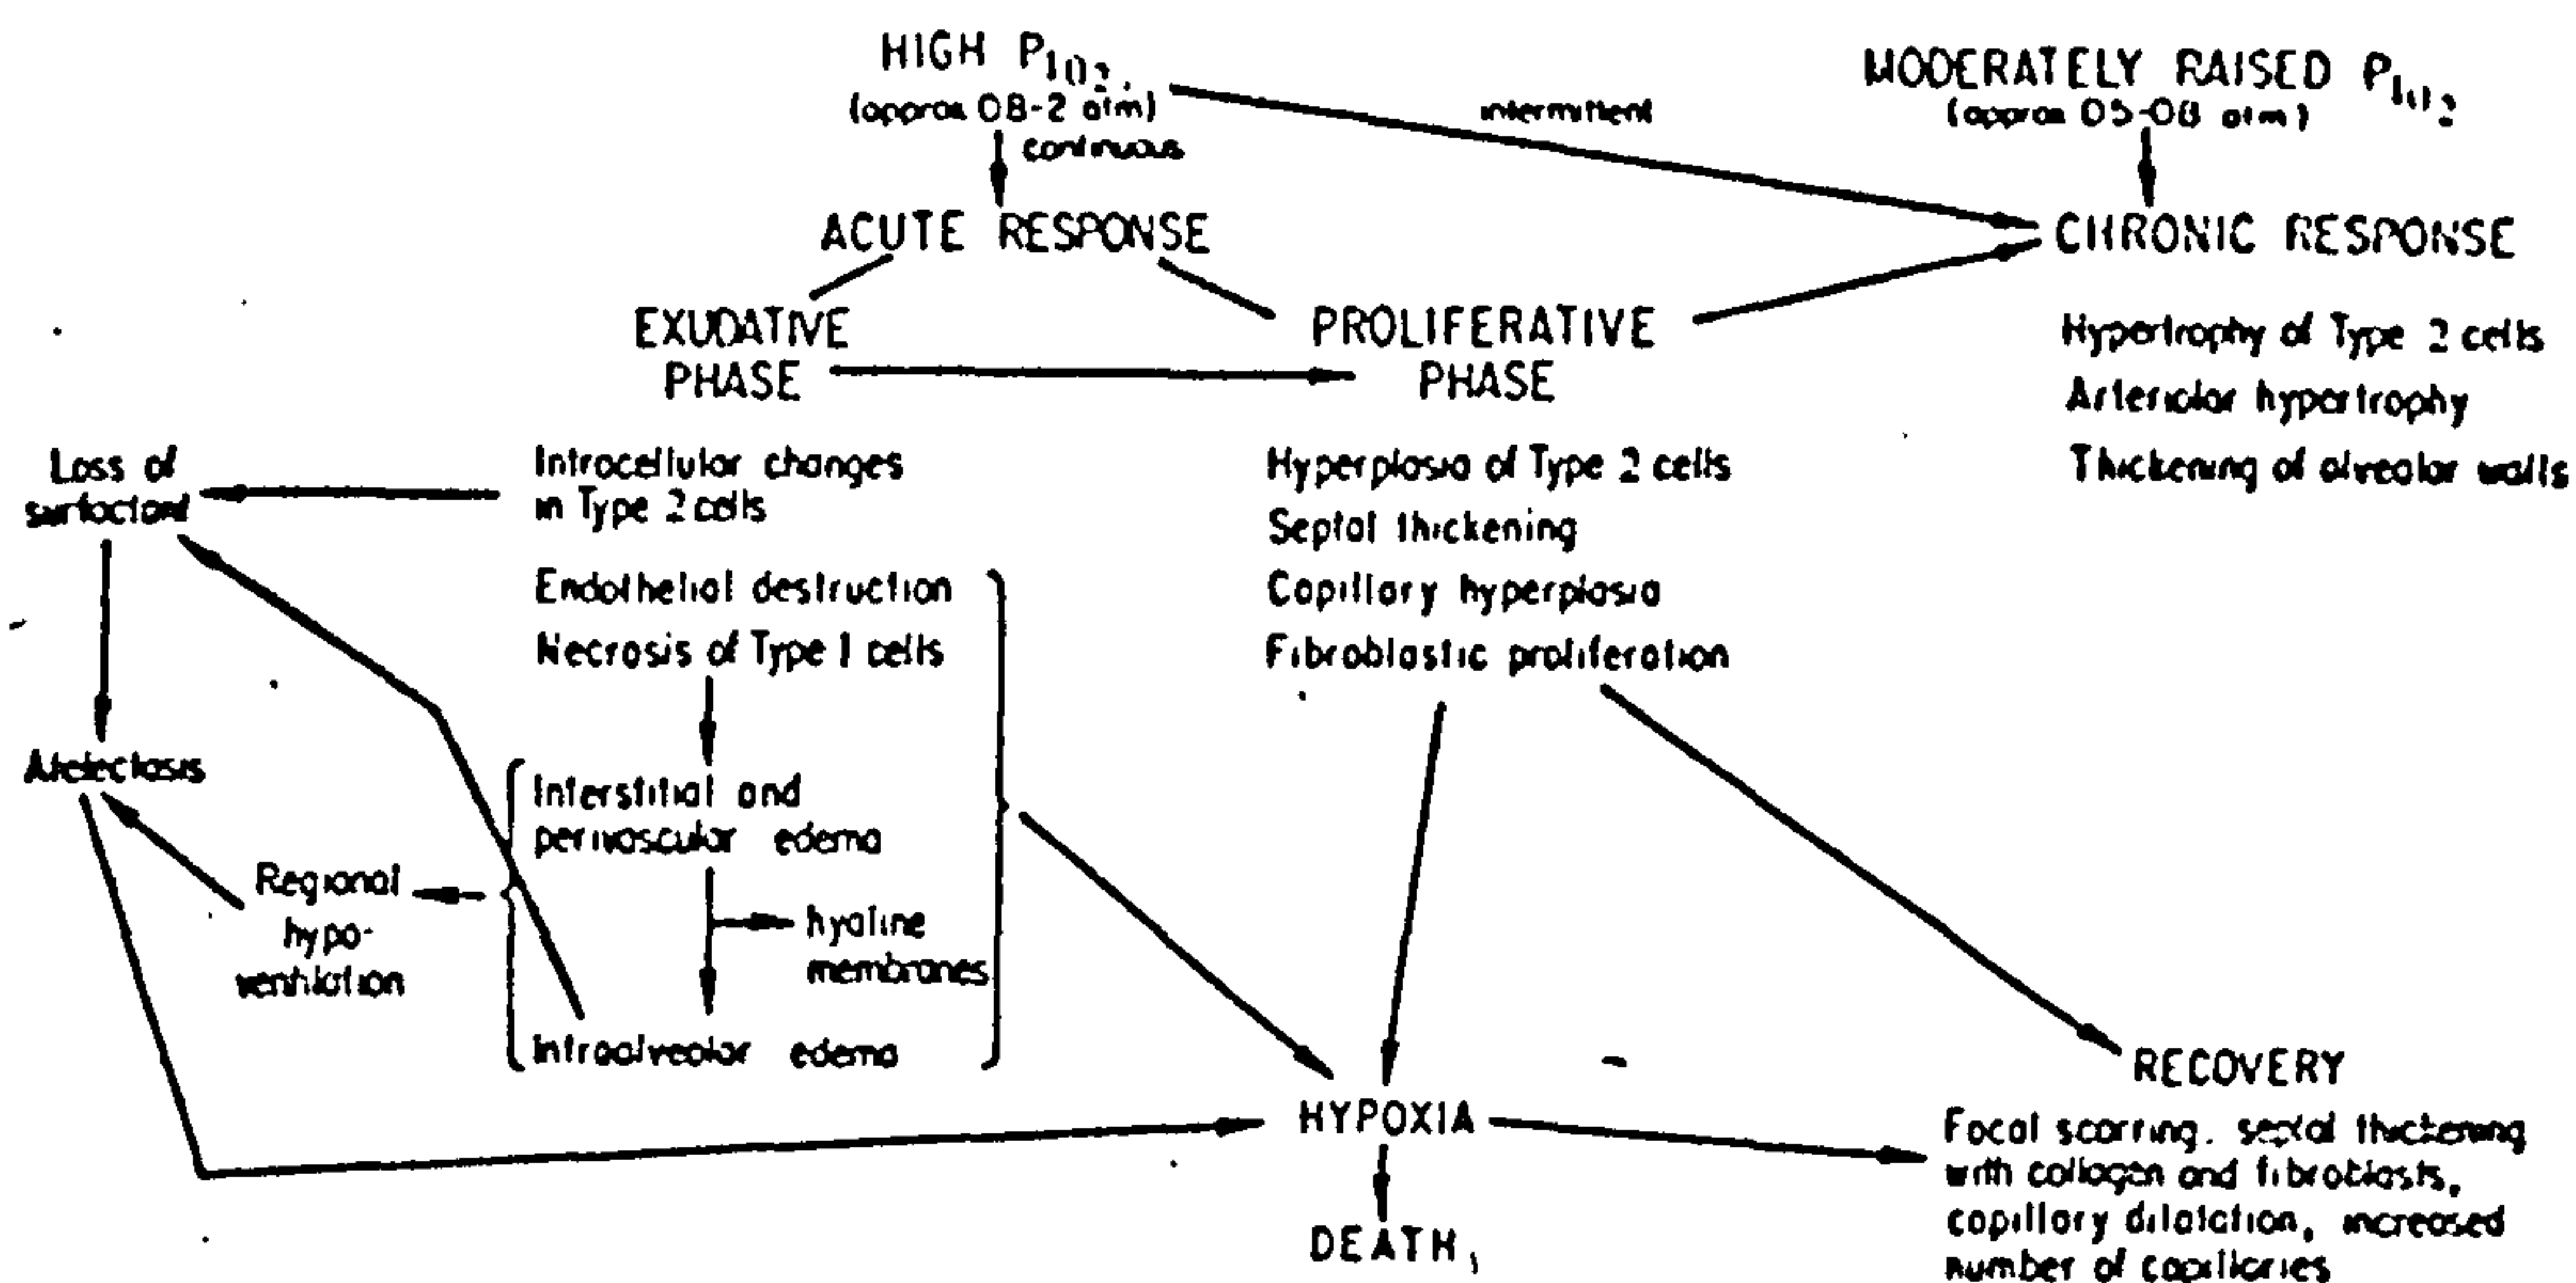 HIGH PIO2,
(approx 0.8-2 atm)
continuous
intermittent
MODERATELY RAISED PIO2
(approx 0.5-0.8 atm)
ACUTE RESPONSE
CHRONIC RESPONSE
EXUDATIVE
PHASE
PROLIFERATIVE
PHASE
Hypertrophy of Type 2 cells
Arteriolar hypertrophy
Thickening of alveolar walls
Loss of
surfactant
Intracellular changes
in Type 2 cells
Endothelial destruction
Necrosis of Type 1 cells
Hyperplasia of Type 2 cells
Septal thickening
Capillary hyperplasia
Fibroblastic proliferation
Atelectasis
Interstitial and
perivascular edema
Regional
hypo-
ventilation
hyaline
membranes
Intraalveolar edema
HYPOXIA
DEATH,
RECOVERY
Focal scarring. septal thickening
with collagen and fibroblasts,
capillary dilatation, increased
number of capillaries